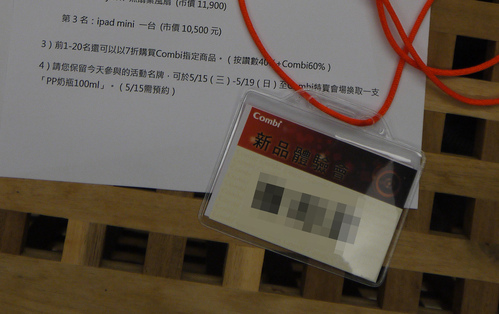 (市價 11,900)
第 3 名：ipad mini 一台 (市價 10,500 元)
3）前1-20名還可以以7折購買Combi指定商品。（按讚數40%+Combi60%）
4）請您保留今天參與的活動名牌，可於5/15（三）-5/19（日）至Combi特賣會場換取一支
「PP奶瓶100ml」。（5/15需預約）
Combi
新品體驗會